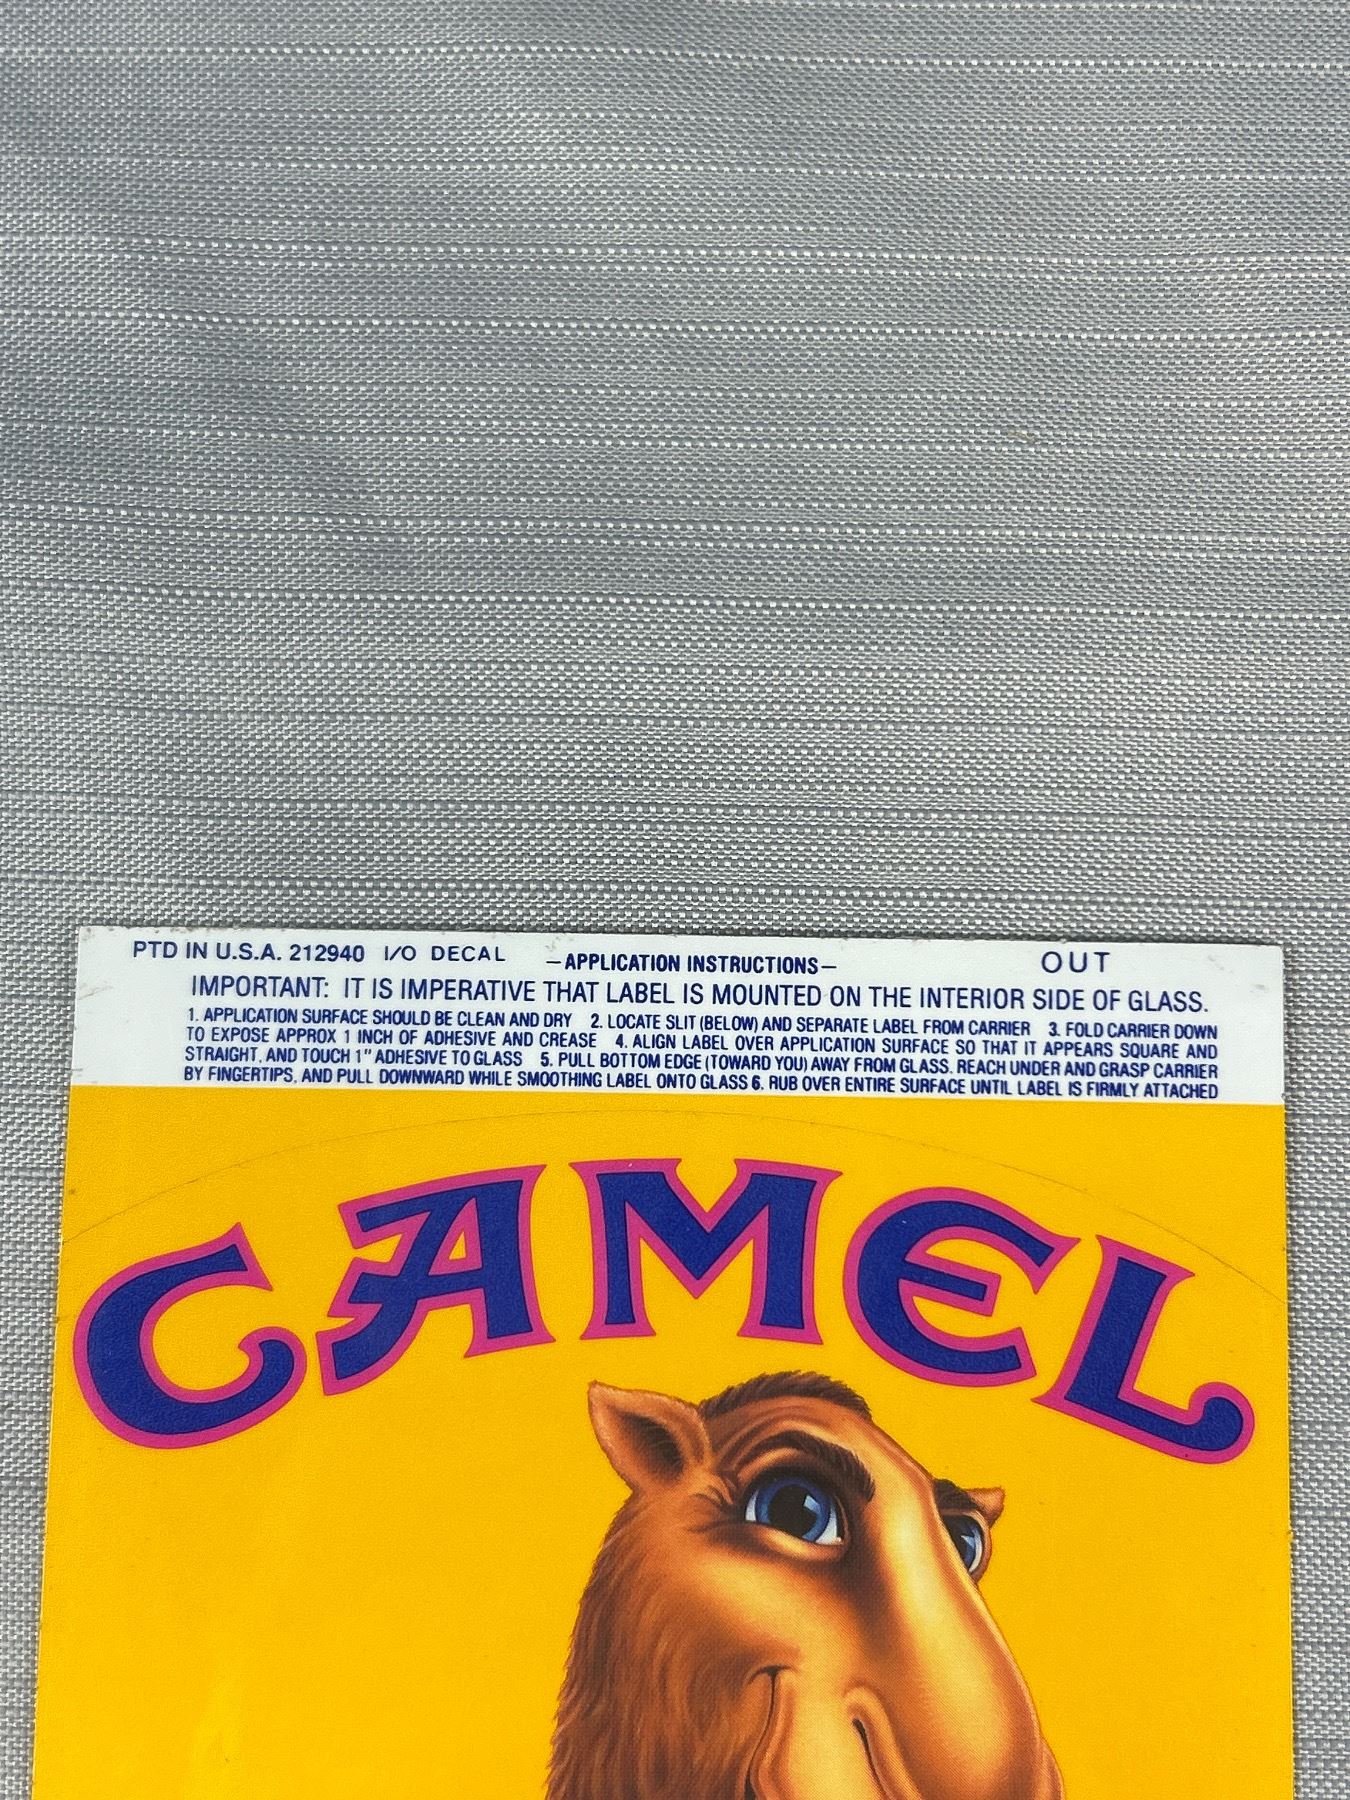 PTD IN U.S.A. 212940 I/O DECAL –APPLICATION INSTRUCTIONS– OUT
IMPORTANT: IT IS IMPERATIVE THAT LABEL IS MOUNTED ON THE INTERIOR SIDE OF GLASS.
1. APPLICATION SURFACE SHOULD BE CLEAN AND DRY 2. LOCATE SLIT (BELOW) AND SEPARATE LABEL FROM CARRIER 3. FOLD CARRIER DOWN
TO EXPOSE APPROX 1 INCH OF ADHESIVE AND CREASE 4. ALIGN LABEL OVER APPLICATION SURFACE SO THAT IT APPEARS SQUARE AND
STRAIGHT, AND TOUCH 1" ADHESIVE TO GLASS 5. PULL BOTTOM EDGE (TOWARD YOU) AWAY FROM GLASS. REACH UNDER AND GRASP CARRIER
BY FINGERTIPS, AND PULL DOWNWARD WHILE SMOOTHING LABEL ONTO GLASS 6. RUB OVER ENTIRE SURFACE UNTIL LABEL IS FIRMLY ATTACHED
CAMEL